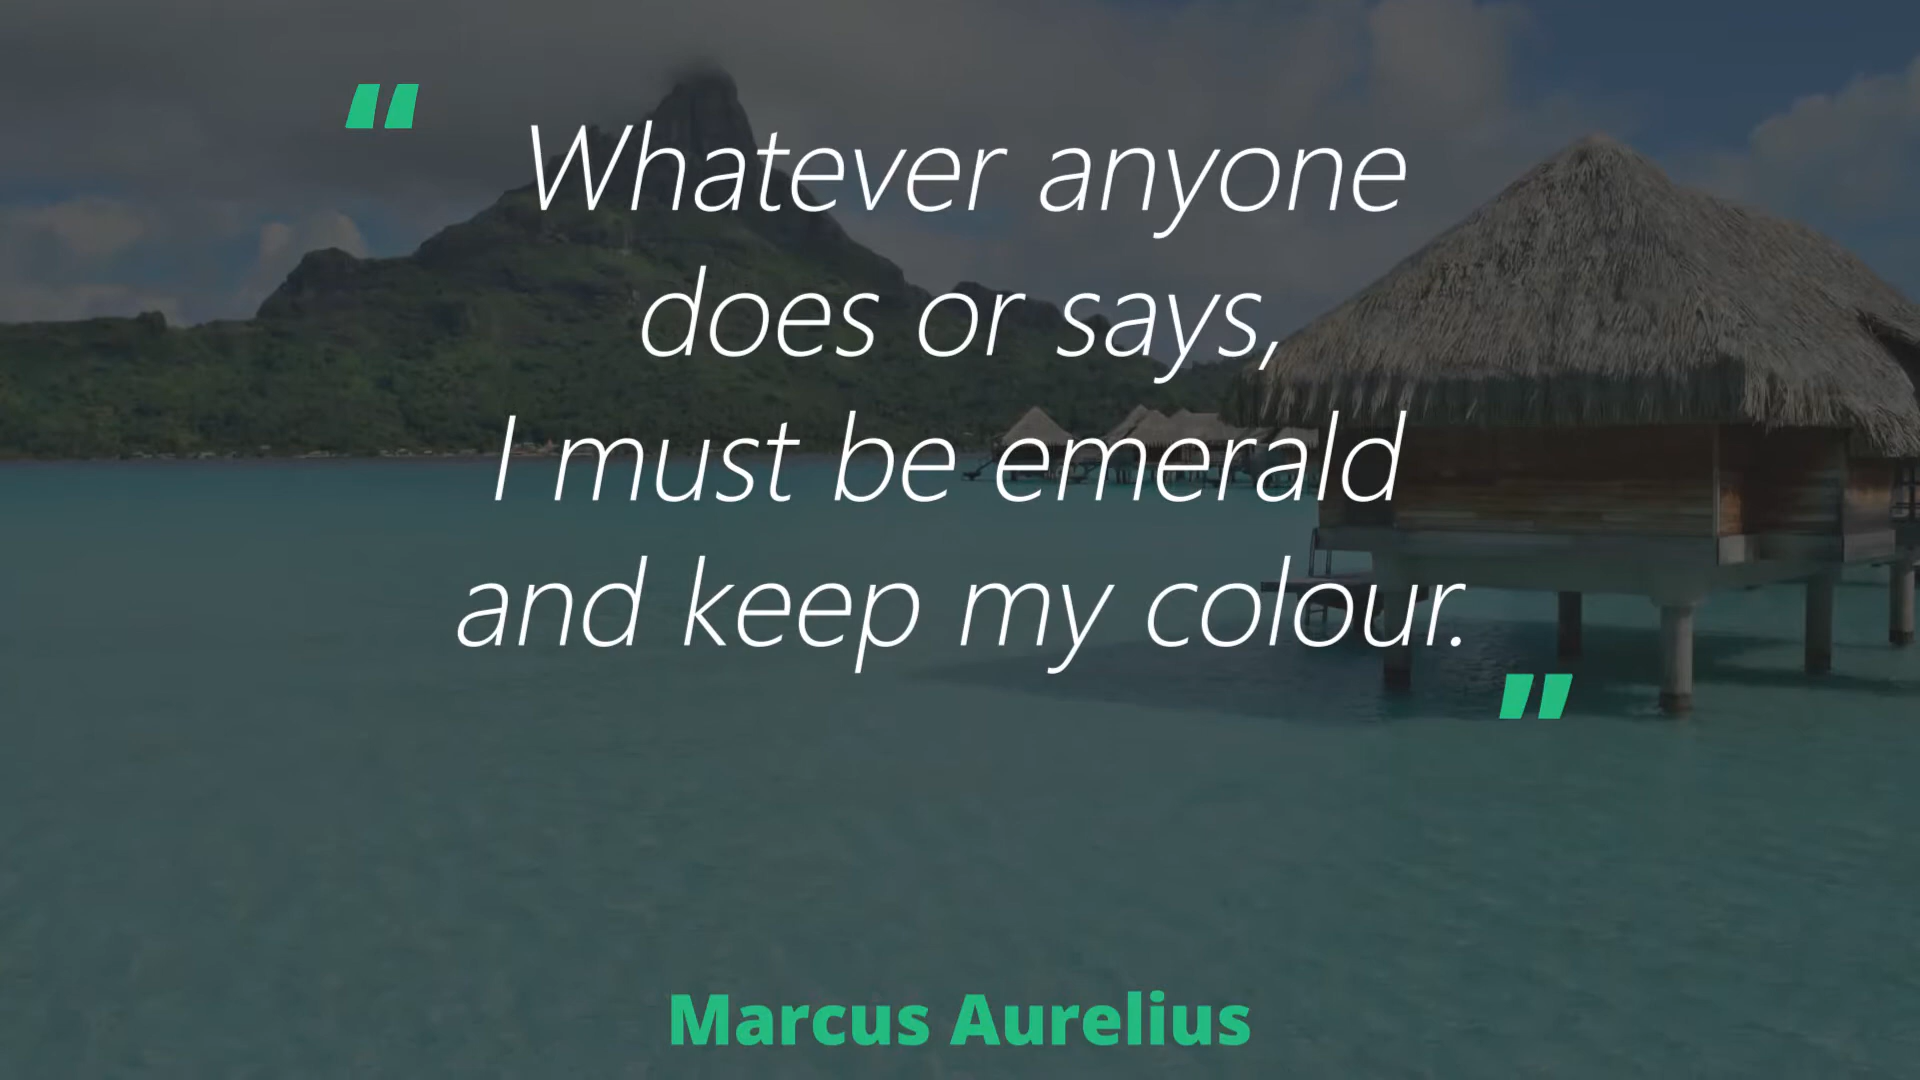 "Whatever anyone
does or says,
I must be emerald
and keep my colour."
Marcus Aurelius